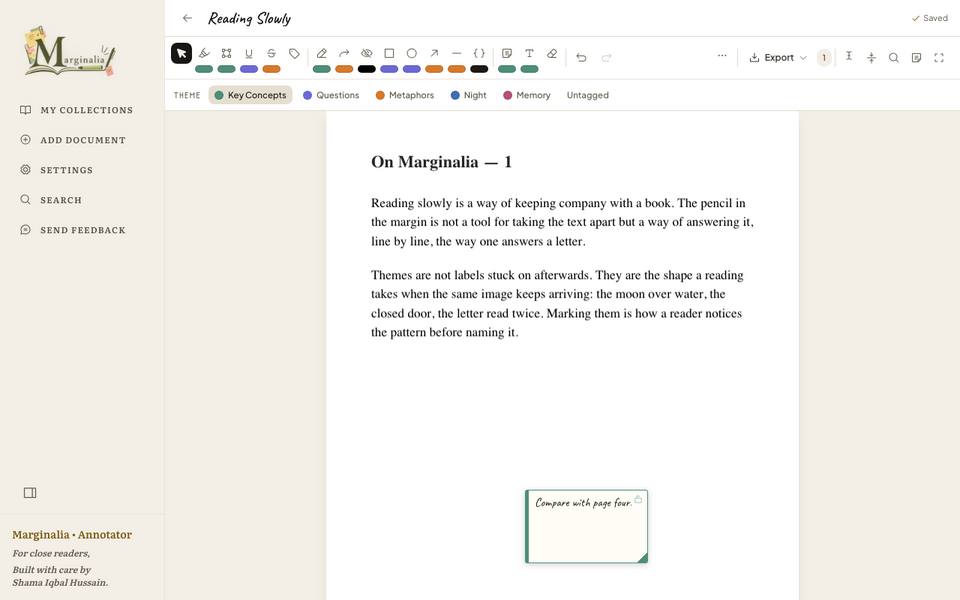 Marginalia
MY COLLECTIONS
ADD DOCUMENT
SETTINGS
SEARCH
SEND FEEDBACK
Marginalia • Annotator
For close readers,
Built with care by
Shama Iqbal Hussain.
Reading Slowly
Saved
Export
1
THEME
Key Concepts
Questions
Metaphors
Night
Memory
Untagged
On Marginalia — 1
Reading slowly is a way of keeping company with a book. The pencil in
the margin is not a tool for taking the text apart but a way of answering it,
line by line, the way one answers a letter.
Themes are not labels stuck on afterwards. They are the shape a reading
takes when the same image keeps arriving: the moon over water, the
closed door, the letter read twice. Marking them is how a reader notices
the pattern before naming it.
Compare with page four.